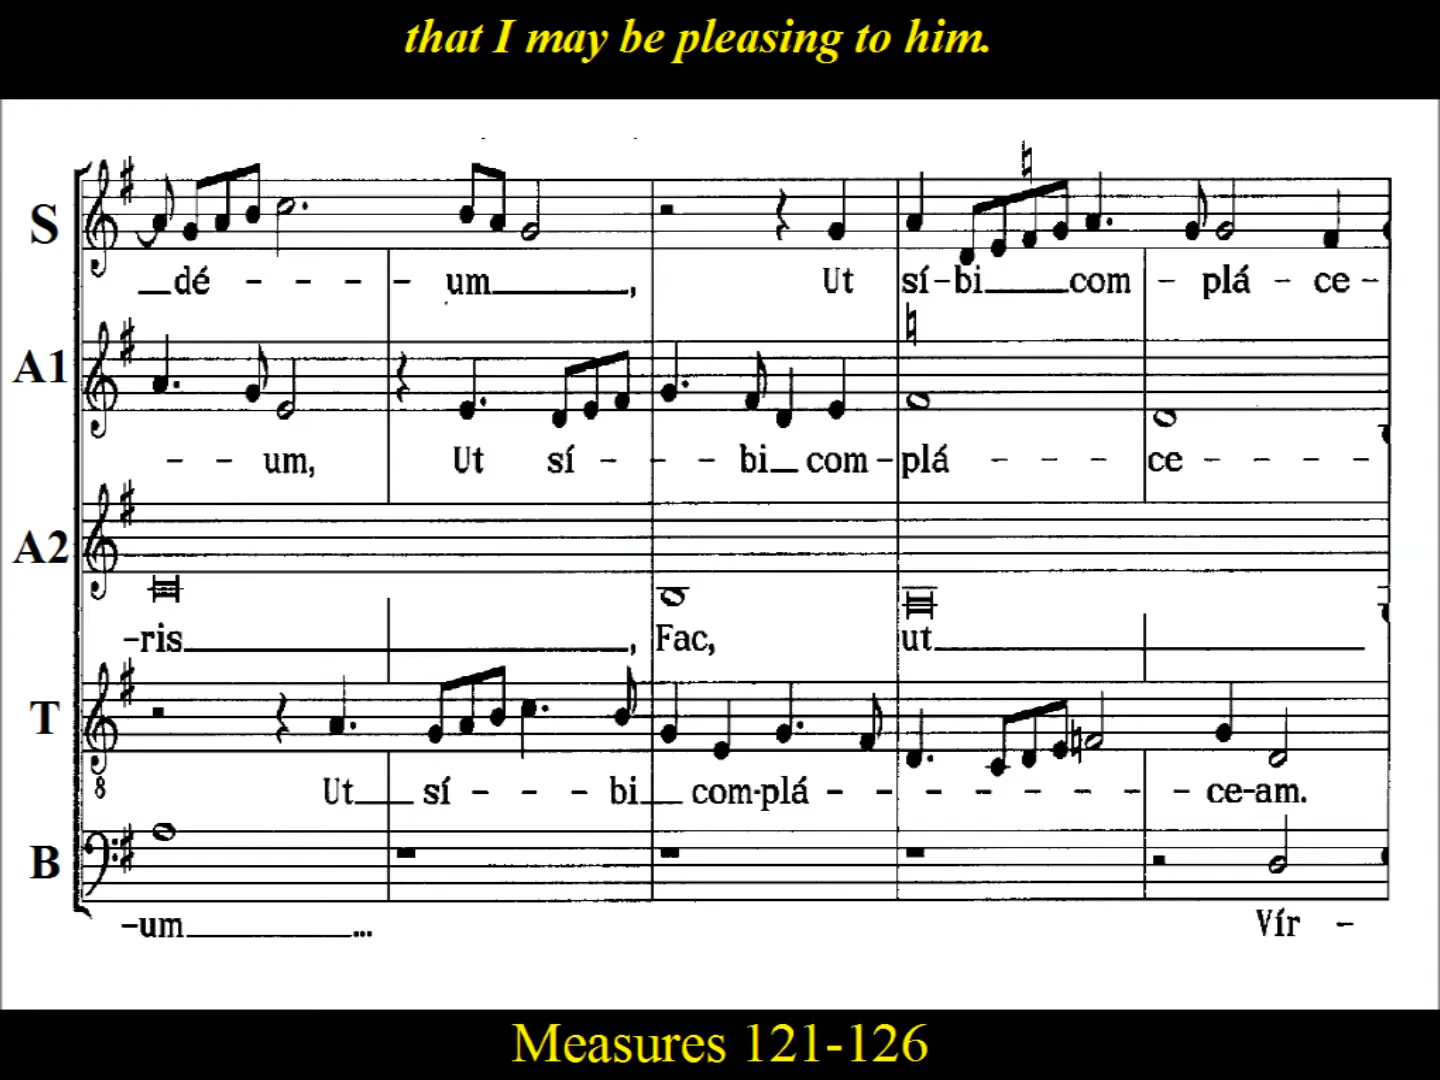 that I may be pleasing to him.
S
dé - - - - um, - Ut sí-bi com - plá - ce -
A1
- - um, Ut sí - - - bi com - plá - - - ce - - - -
A2
-ris, Fac, ut
T
8 Ut sí - - - bi com-plá - - - - - - - ce-am.
B
-um ... Vír -
Measures 121-126